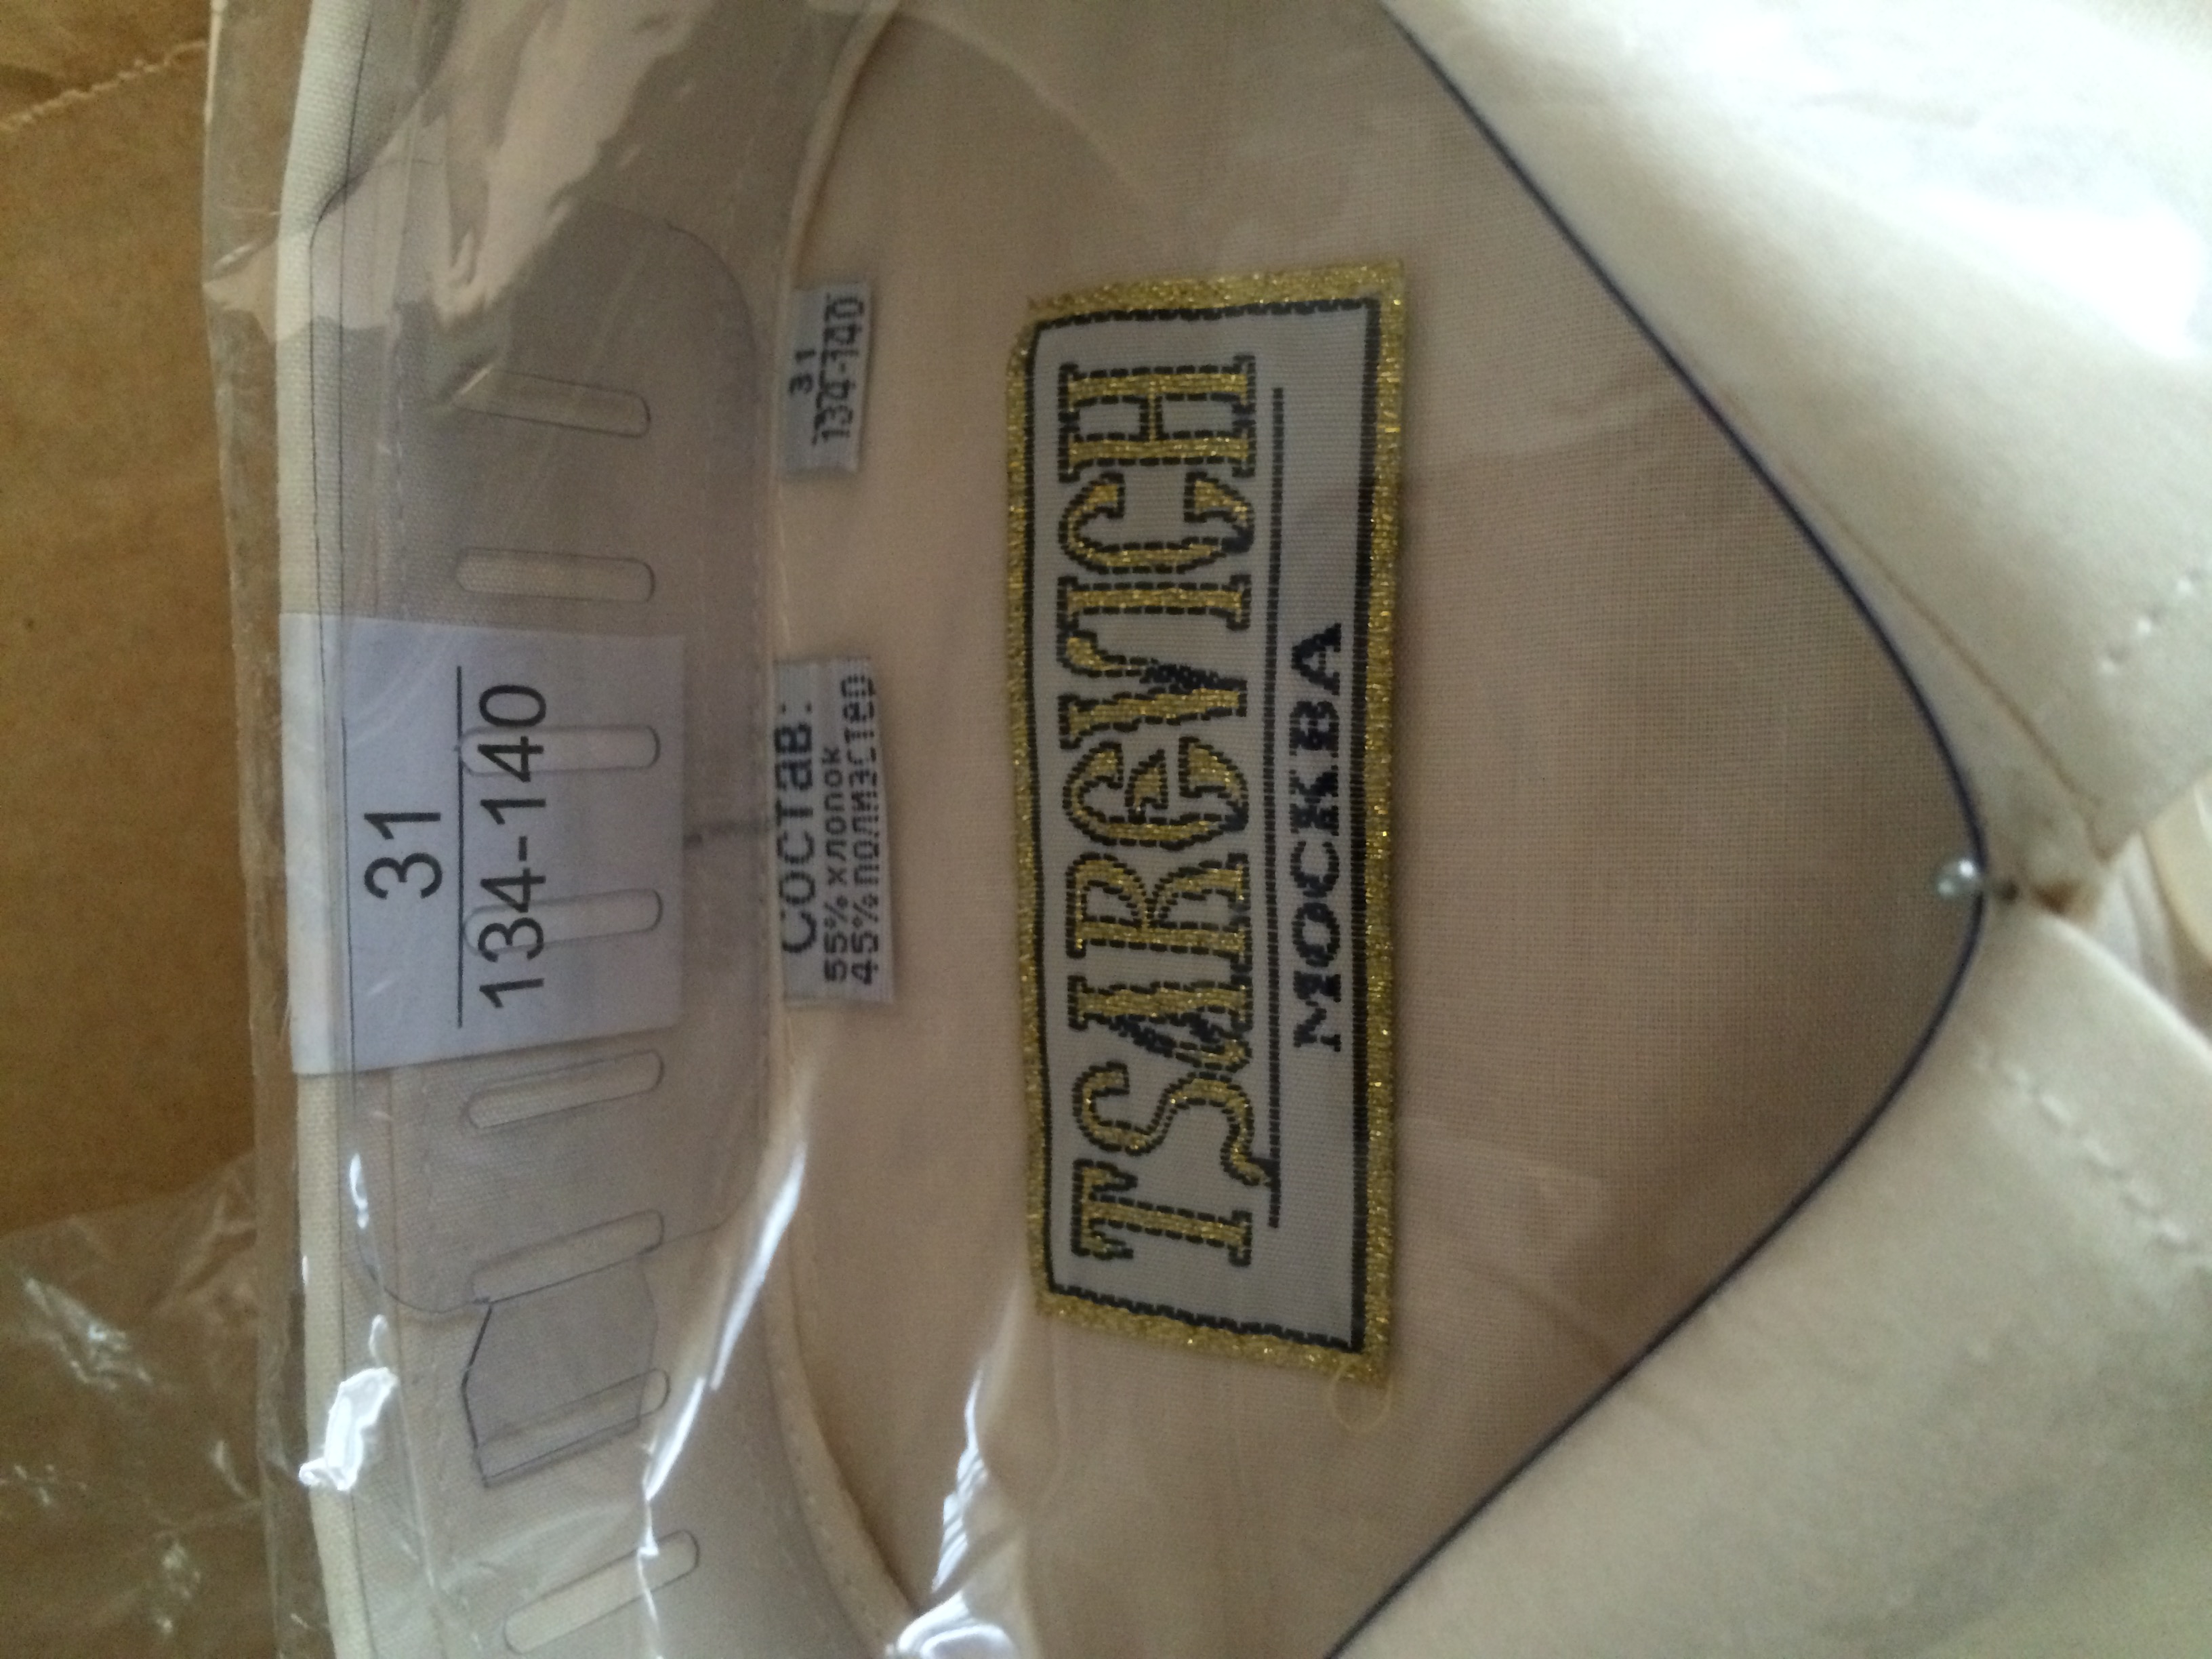 31
134-140
31
134-140
Состав:
55% хлопок
45% полиэстер
TSAREVICH
МОСКВА